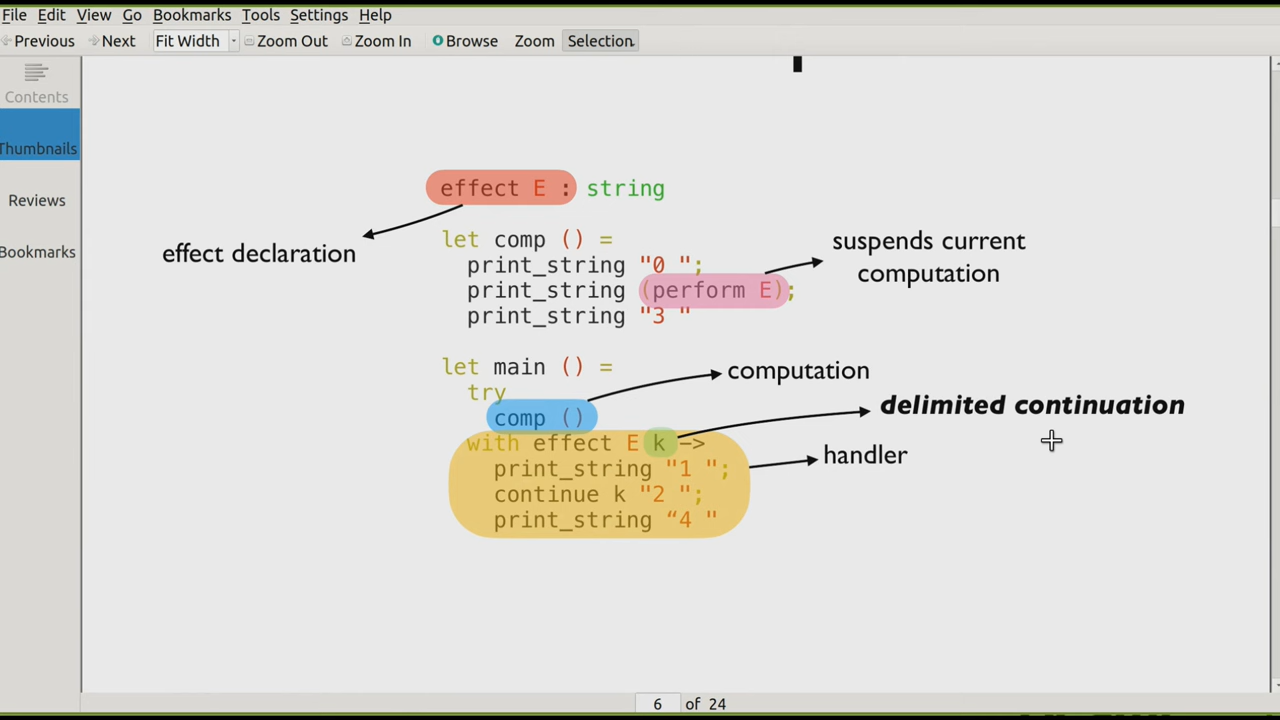 File Edit View Go Bookmarks Tools Settings Help
Previous Next Fit Width Zoom Out Zoom In Browse Zoom Selection
Contents
Thumbnails
Reviews
Bookmarks
effect E : string
effect declaration
let comp () =
print_string "0 ";
print_string (perform E);
print_string "3 "
suspends current
computation
let main () =
try
comp ()
with effect E k ->
print_string "1 ";
continue k "2 ";
print_string “4 "
computation
delimited continuation
handler
6 of 24